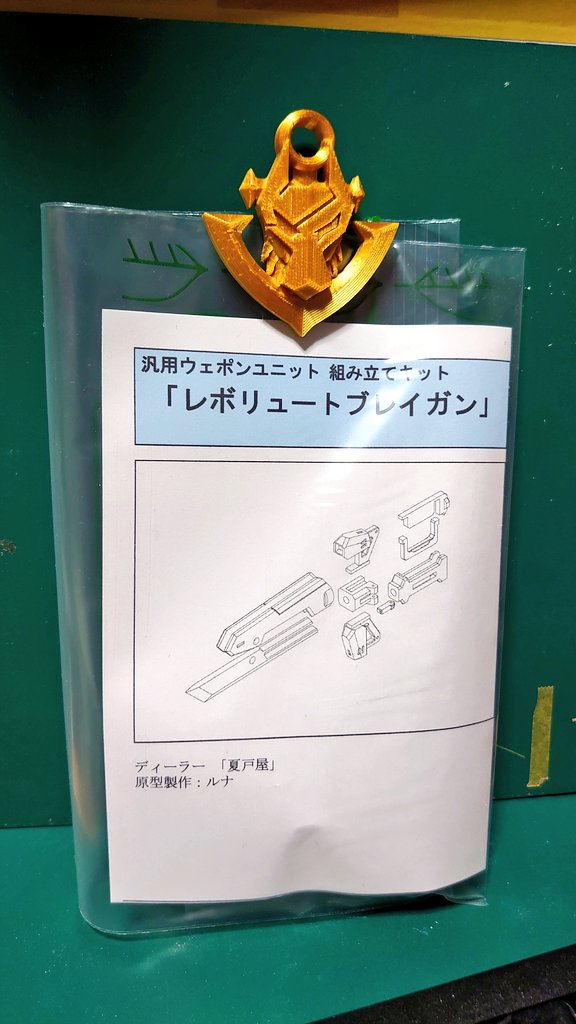 汎用ウェポンユニット 組み立てキット
「レボリュートブレイガン」
ディーラー 「夏戸屋」
原型製作：ルナ